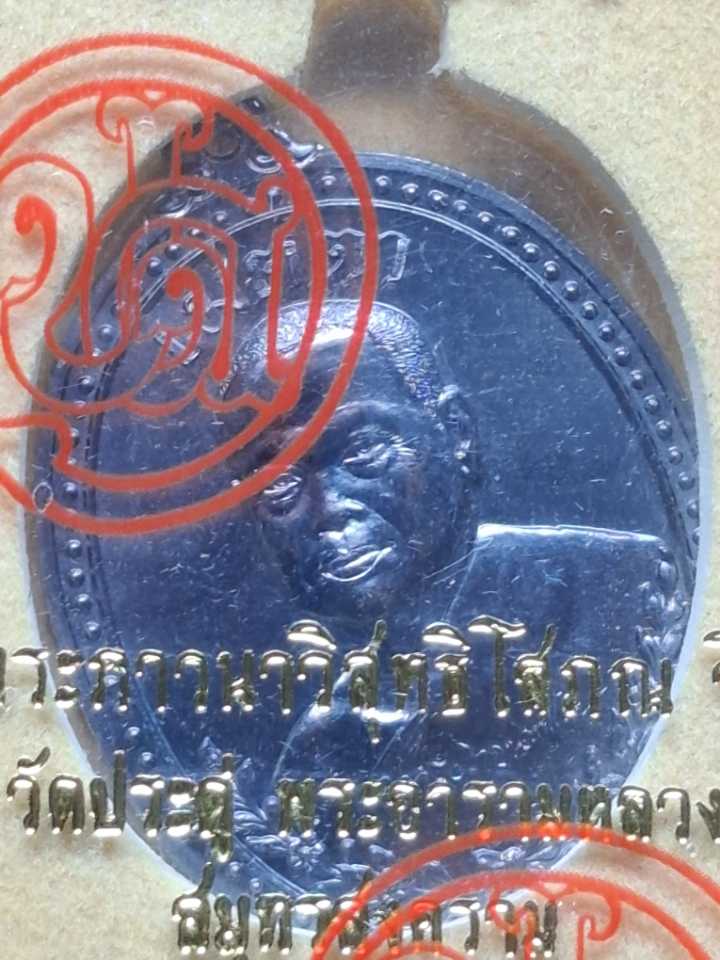 พระภาวนาวิสุทธิโสภณ
วัดประดู่ พระอารามหลวง
สมุทรสงคราม